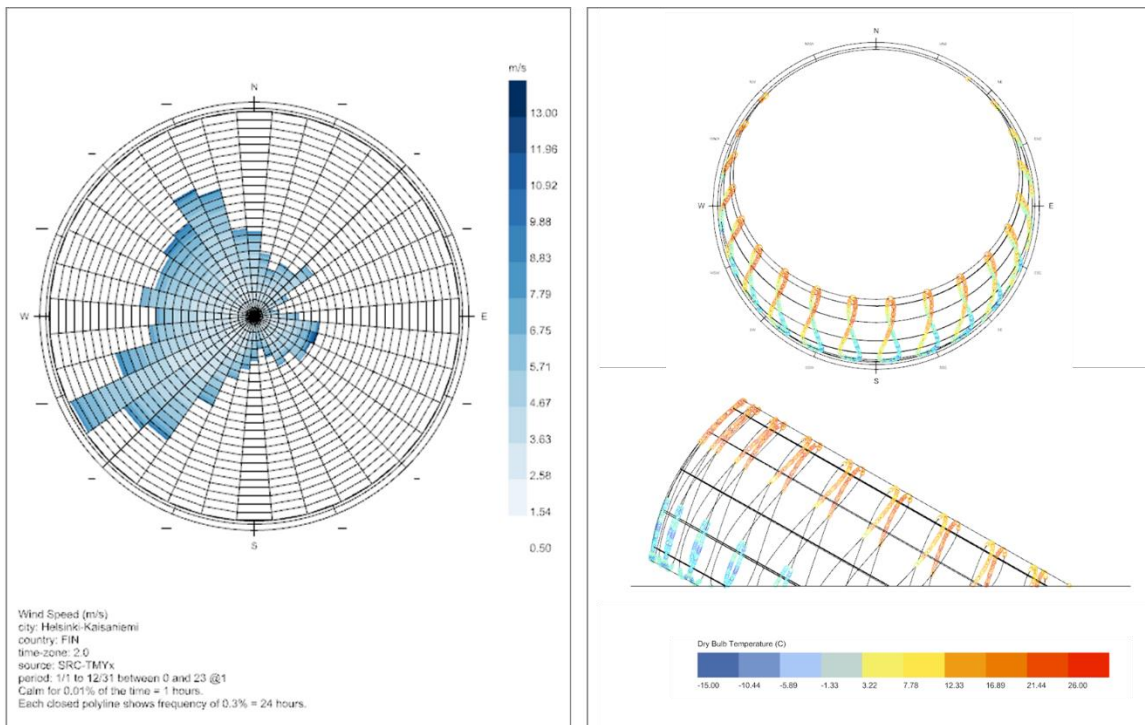 m/s
N
13.00
11.96
10.92
9.88
8.83
7.79
6.75
5.71
4.67
3.63
2.58
1.54
0.50
W
E
S
Wind Speed (m/s)
city: Helsinki-Kaisaniemi
country: FIN
time-zone: 2.0
source: SRC-TMYx
period: 1/1 to 12/31 between 0 and 23 @1
Calm for 0.01% of the time = 1 hours.
Each closed polyline shows frequency of 0.3% = 24 hours.
N
W
E
S
Dry Bulb Temperature (C)
-15.00 -10.44 -5.89 -1.33 3.22 7.78 12.33 16.89 21.44 26.00